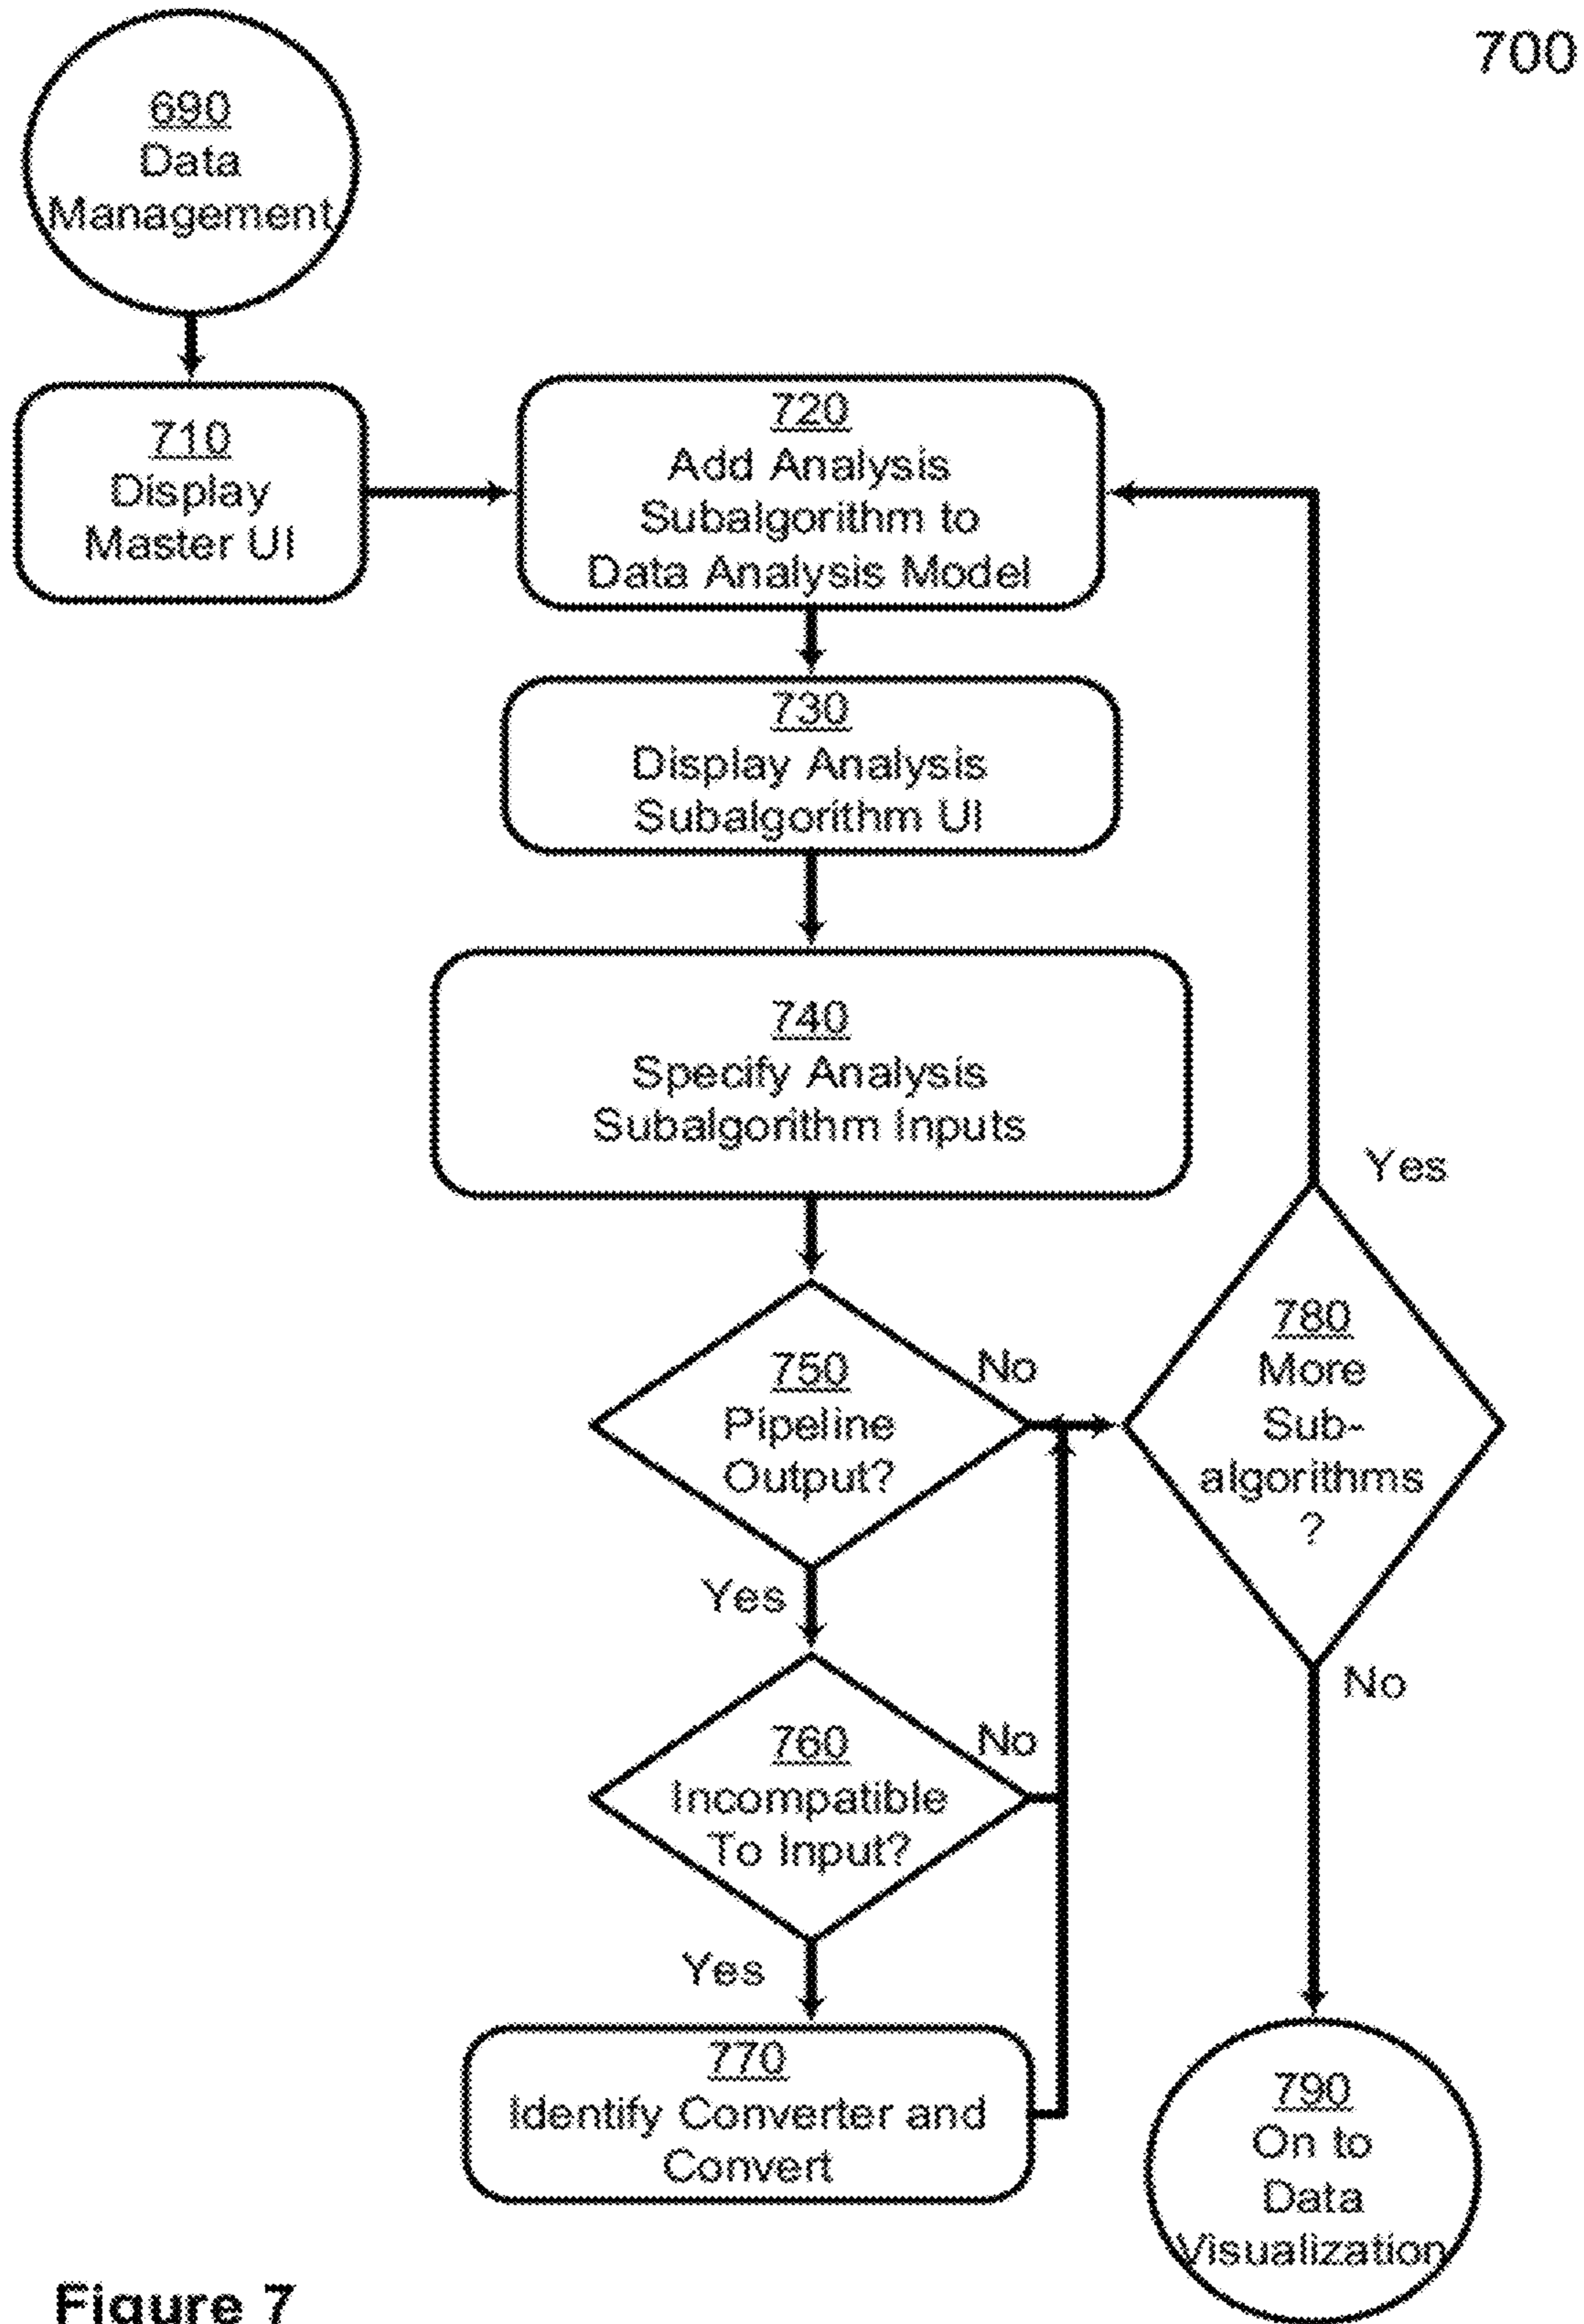 700
690
Data
Management
710
Display
Master UI
720
Add Analysis
Subalgorithm to
Data Analysis Model
730
Display Analysis
Subalgorithm UI
740
Specify Analysis
Subalgorithm Inputs
750
Pipeline
Output?
No
Yes
760
Incompatible
To Input?
No
Yes
770
Identify Converter and
Convert
780
More
Sub-
algorithms
?
Yes
No
790
On to
Data
Visualization
Figure 7